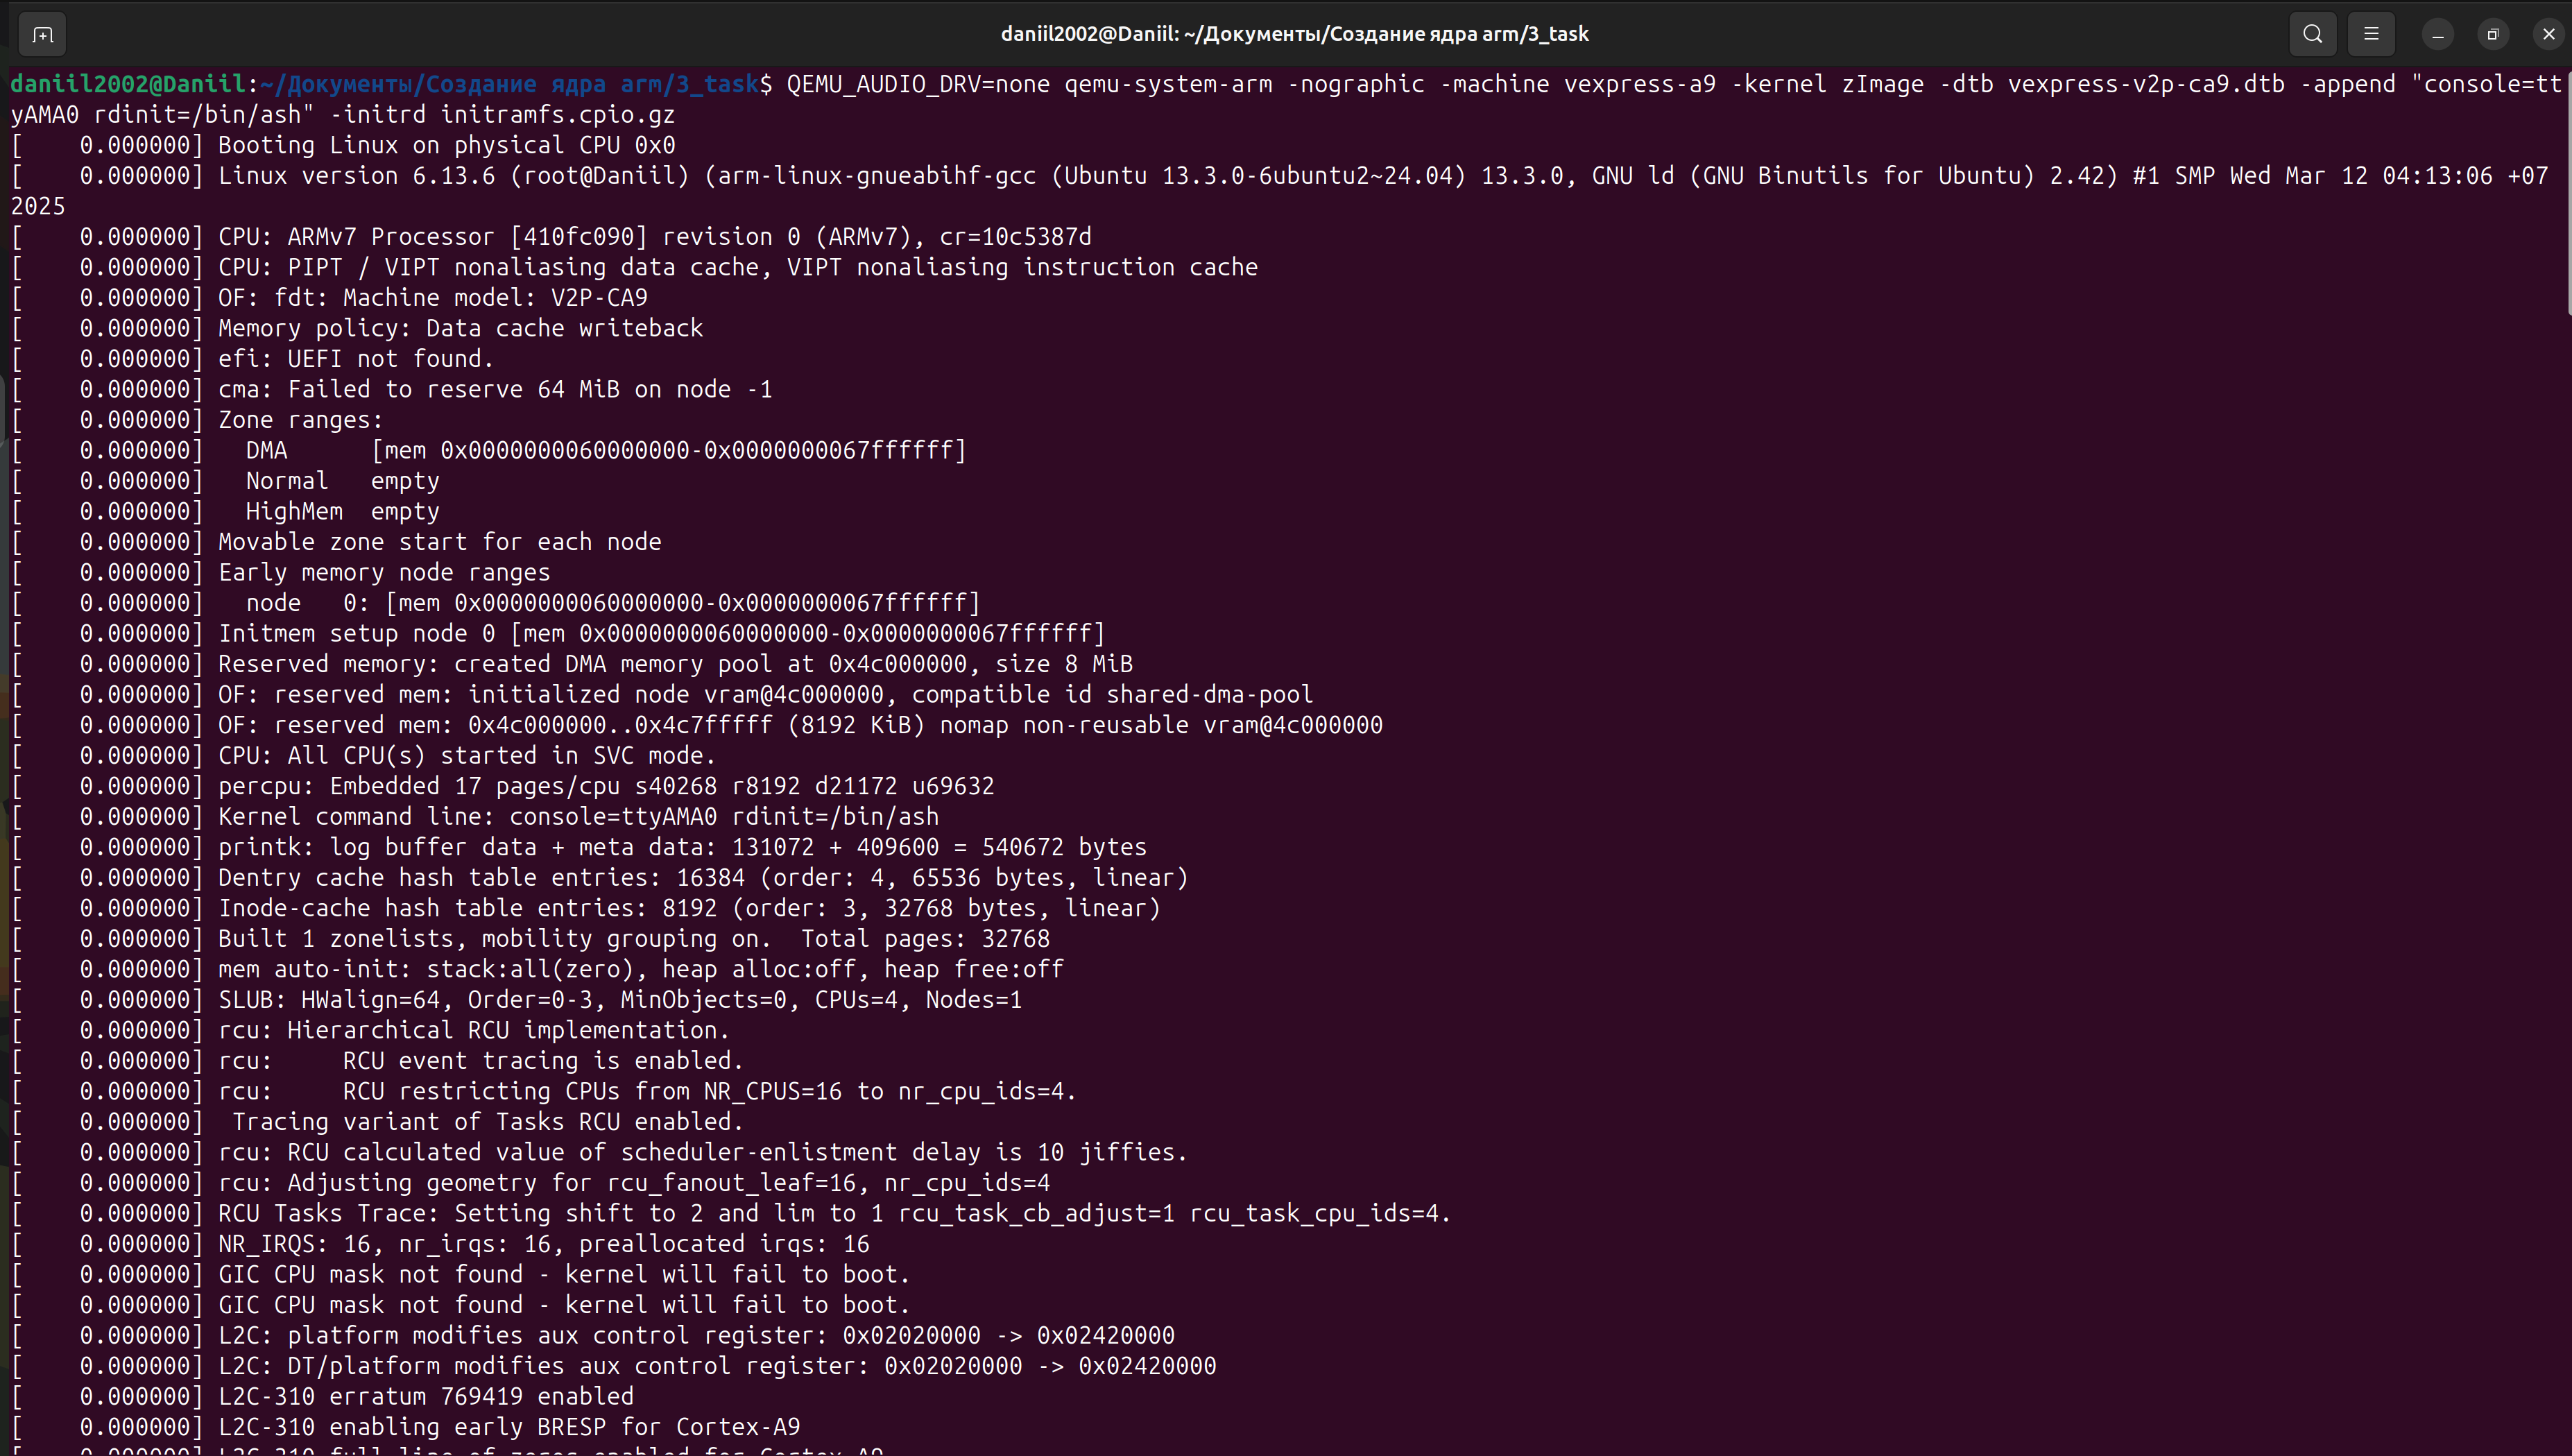 daniil2002@Daniil: ~/Документы/Создание ядра arm/3_task
daniil2002@Daniil:~/Документы/Создание ядра arm/3_task$ QEMU_AUDIO_DRV=none qemu-system-arm -nographic -machine vexpress-a9 -kernel zImage -dtb vexpress-v2p-ca9.dtb -append "console=tt
yAMA0 rdinit=/bin/ash" -initrd initramfs.cpio.gz
[    0.000000] Booting Linux on physical CPU 0x0
[    0.000000] Linux version 6.13.6 (root@Daniil) (arm-linux-gnueabihf-gcc (Ubuntu 13.3.0-6ubuntu2~24.04) 13.3.0, GNU ld (GNU Binutils for Ubuntu) 2.42) #1 SMP Wed Mar 12 04:13:06 +07
2025
[    0.000000] CPU: ARMv7 Processor [410fc090] revision 0 (ARMv7), cr=10c5387d
[    0.000000] CPU: PIPT / VIPT nonaliasing data cache, VIPT nonaliasing instruction cache
[    0.000000] OF: fdt: Machine model: V2P-CA9
[    0.000000] Memory policy: Data cache writeback
[    0.000000] efi: UEFI not found.
[    0.000000] cma: Failed to reserve 64 MiB on node -1
[    0.000000] Zone ranges:
[    0.000000]   DMA      [mem 0x0000000060000000-0x0000000067ffffff]
[    0.000000]   Normal   empty
[    0.000000]   HighMem  empty
[    0.000000] Movable zone start for each node
[    0.000000] Early memory node ranges
[    0.000000]   node   0: [mem 0x0000000060000000-0x0000000067ffffff]
[    0.000000] Initmem setup node 0 [mem 0x0000000060000000-0x0000000067ffffff]
[    0.000000] Reserved memory: created DMA memory pool at 0x4c000000, size 8 MiB
[    0.000000] OF: reserved mem: initialized node vram@4c000000, compatible id shared-dma-pool
[    0.000000] OF: reserved mem: 0x4c000000..0x4c7fffff (8192 KiB) nomap non-reusable vram@4c000000
[    0.000000] CPU: All CPU(s) started in SVC mode.
[    0.000000] percpu: Embedded 17 pages/cpu s40268 r8192 d21172 u69632
[    0.000000] Kernel command line: console=ttyAMA0 rdinit=/bin/ash
[    0.000000] printk: log buffer data + meta data: 131072 + 409600 = 540672 bytes
[    0.000000] Dentry cache hash table entries: 16384 (order: 4, 65536 bytes, linear)
[    0.000000] Inode-cache hash table entries: 8192 (order: 3, 32768 bytes, linear)
[    0.000000] Built 1 zonelists, mobility grouping on.  Total pages: 32768
[    0.000000] mem auto-init: stack:all(zero), heap alloc:off, heap free:off
[    0.000000] SLUB: HWalign=64, Order=0-3, MinObjects=0, CPUs=4, Nodes=1
[    0.000000] rcu: Hierarchical RCU implementation.
[    0.000000] rcu:     RCU event tracing is enabled.
[    0.000000] rcu:     RCU restricting CPUs from NR_CPUS=16 to nr_cpu_ids=4.
[    0.000000]  Tracing variant of Tasks RCU enabled.
[    0.000000] rcu: RCU calculated value of scheduler-enlistment delay is 10 jiffies.
[    0.000000] rcu: Adjusting geometry for rcu_fanout_leaf=16, nr_cpu_ids=4
[    0.000000] RCU Tasks Trace: Setting shift to 2 and lim to 1 rcu_task_cb_adjust=1 rcu_task_cpu_ids=4.
[    0.000000] NR_IRQS: 16, nr_irqs: 16, preallocated irqs: 16
[    0.000000] GIC CPU mask not found - kernel will fail to boot.
[    0.000000] GIC CPU mask not found - kernel will fail to boot.
[    0.000000] L2C: platform modifies aux control register: 0x02020000 -> 0x02420000
[    0.000000] L2C: DT/platform modifies aux control register: 0x02020000 -> 0x02420000
[    0.000000] L2C-310 erratum 769419 enabled
[    0.000000] L2C-310 enabling early BRESP for Cortex-A9
[    0.000000] L2C-310 full line of zeros enabled for Cortex-A9